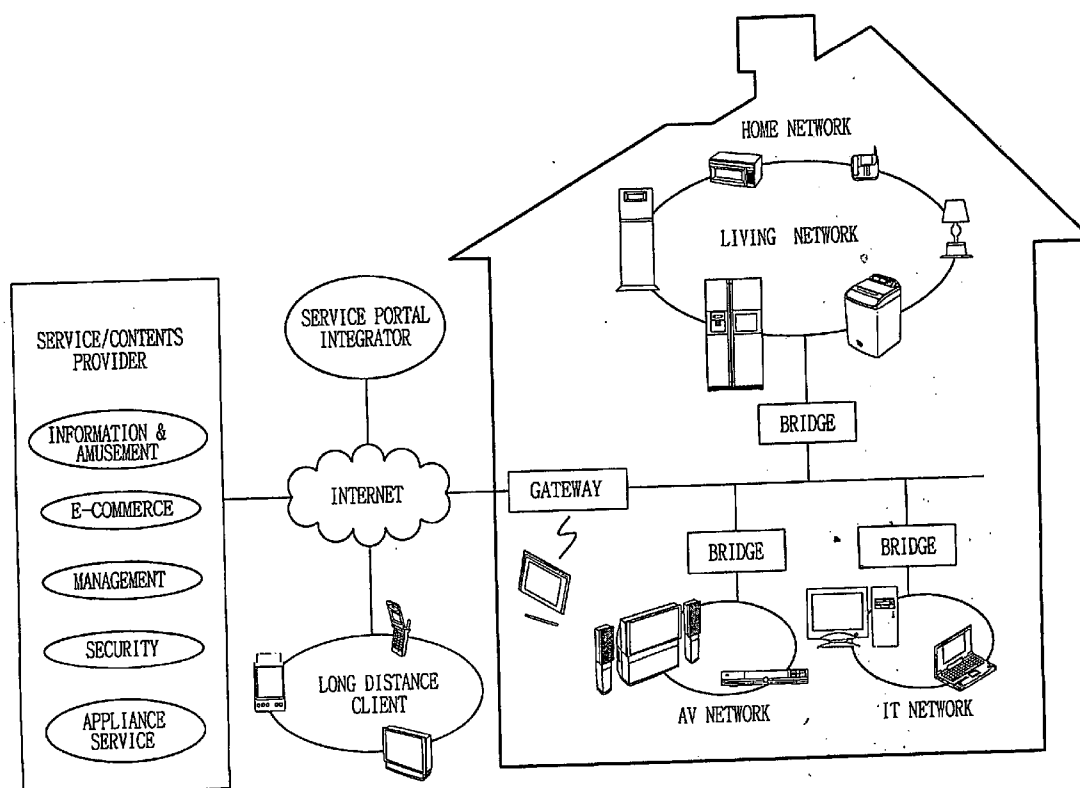 HOME NETWORK
LIVING NETWORK
SERVICE PORTAL
INTEGRATOR
SERVICE/CONTENTS
PROVIDER
INFORMATION &
AMUSEMENT
E-COMMERCE
MANAGEMENT
SECURITY
APPLIANCE
SERVICE
INTERNET
LONG DISTANCE
CLIENT
GATEWAY
BRIDGE
BRIDGE
BRIDGE
AV NETWORK
IT NETWORK